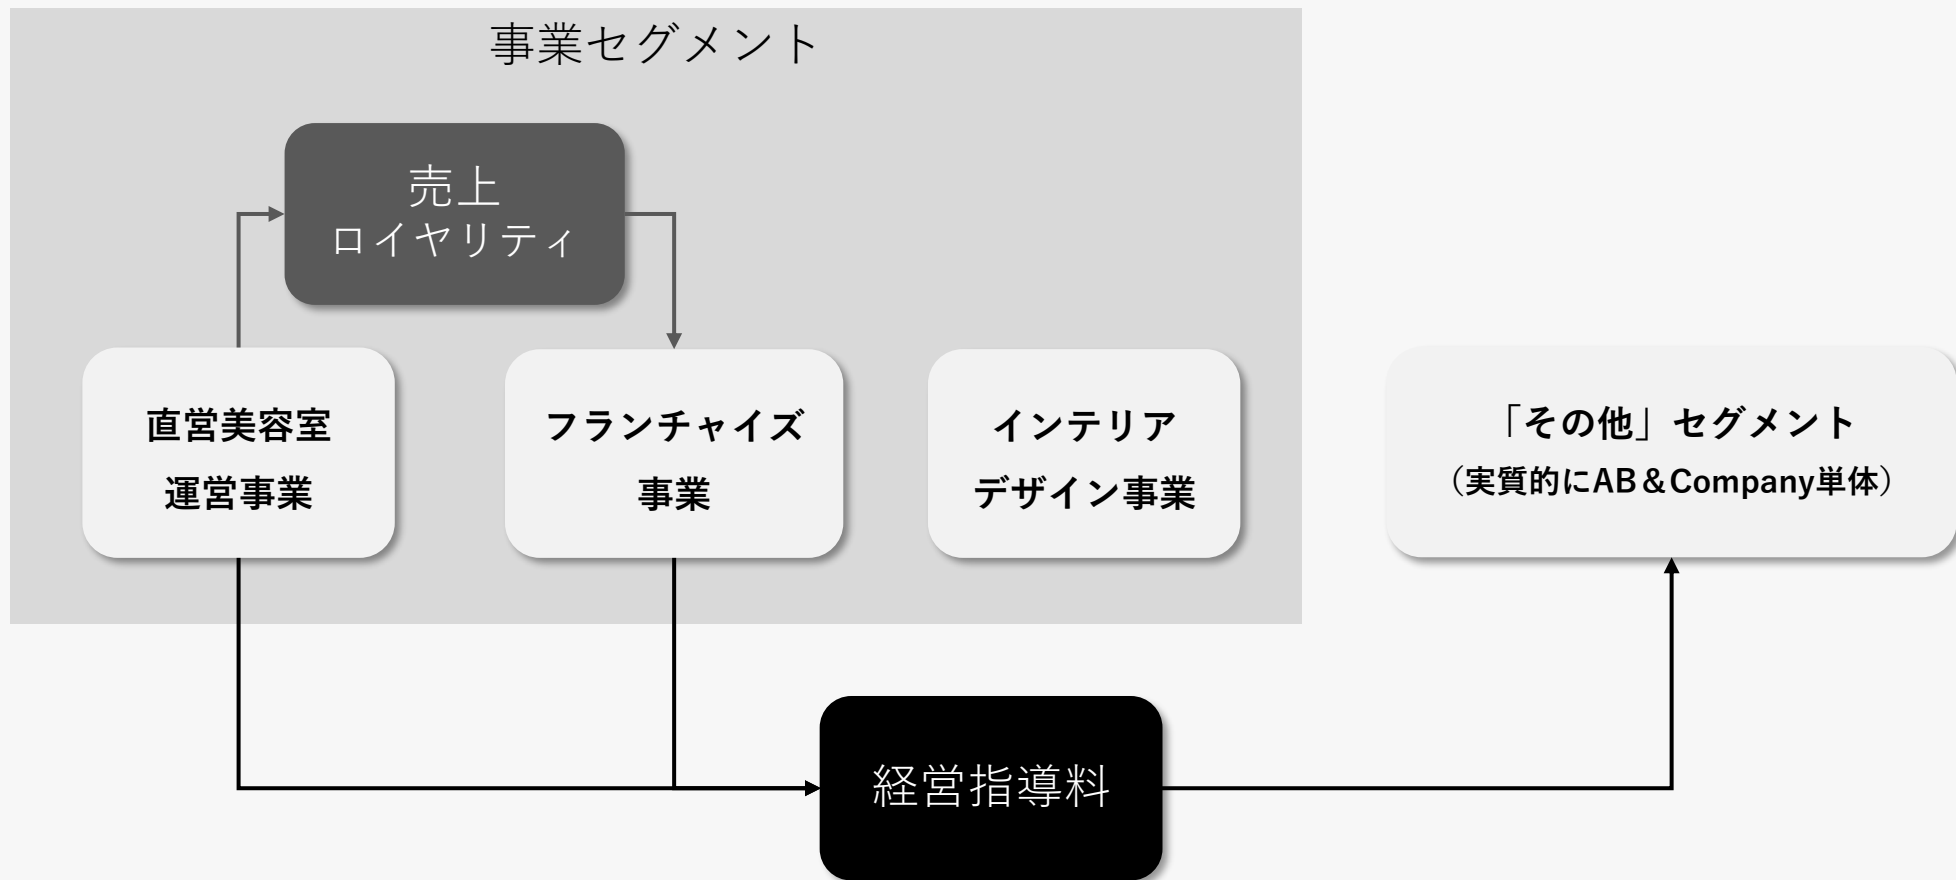 事業セグメント
売上
ロイヤリティ
直営美容室
運営事業
フランチャイズ
事業
インテリア
デザイン事業
「その他」セグメント
（実質的にAB＆Company単体）
経営指導料